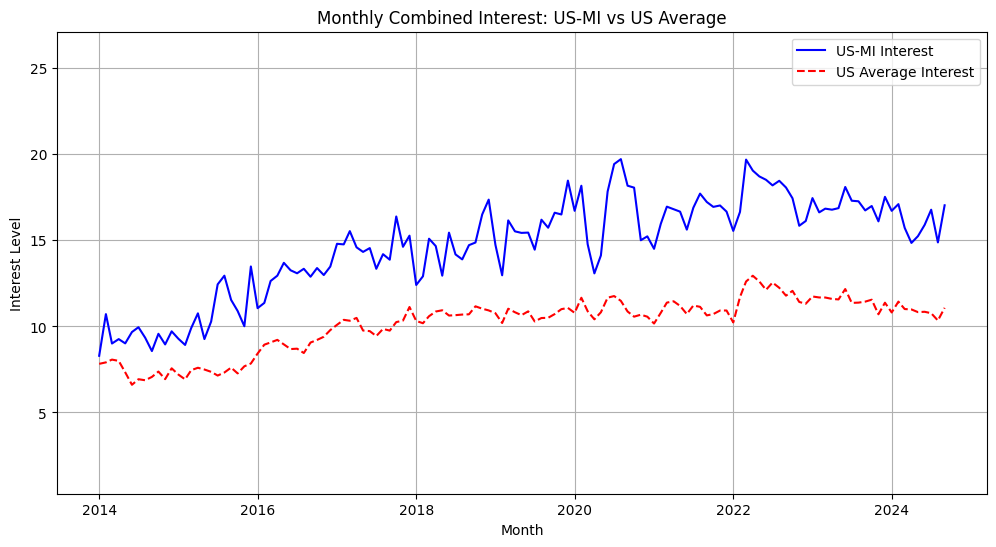 Monthly Combined Interest: US-MI vs US Average
US-MI Interest
US Average Interest
25
20
15
10
5
Interest Level
2014 2016 2018 2020 2022 2024
Month